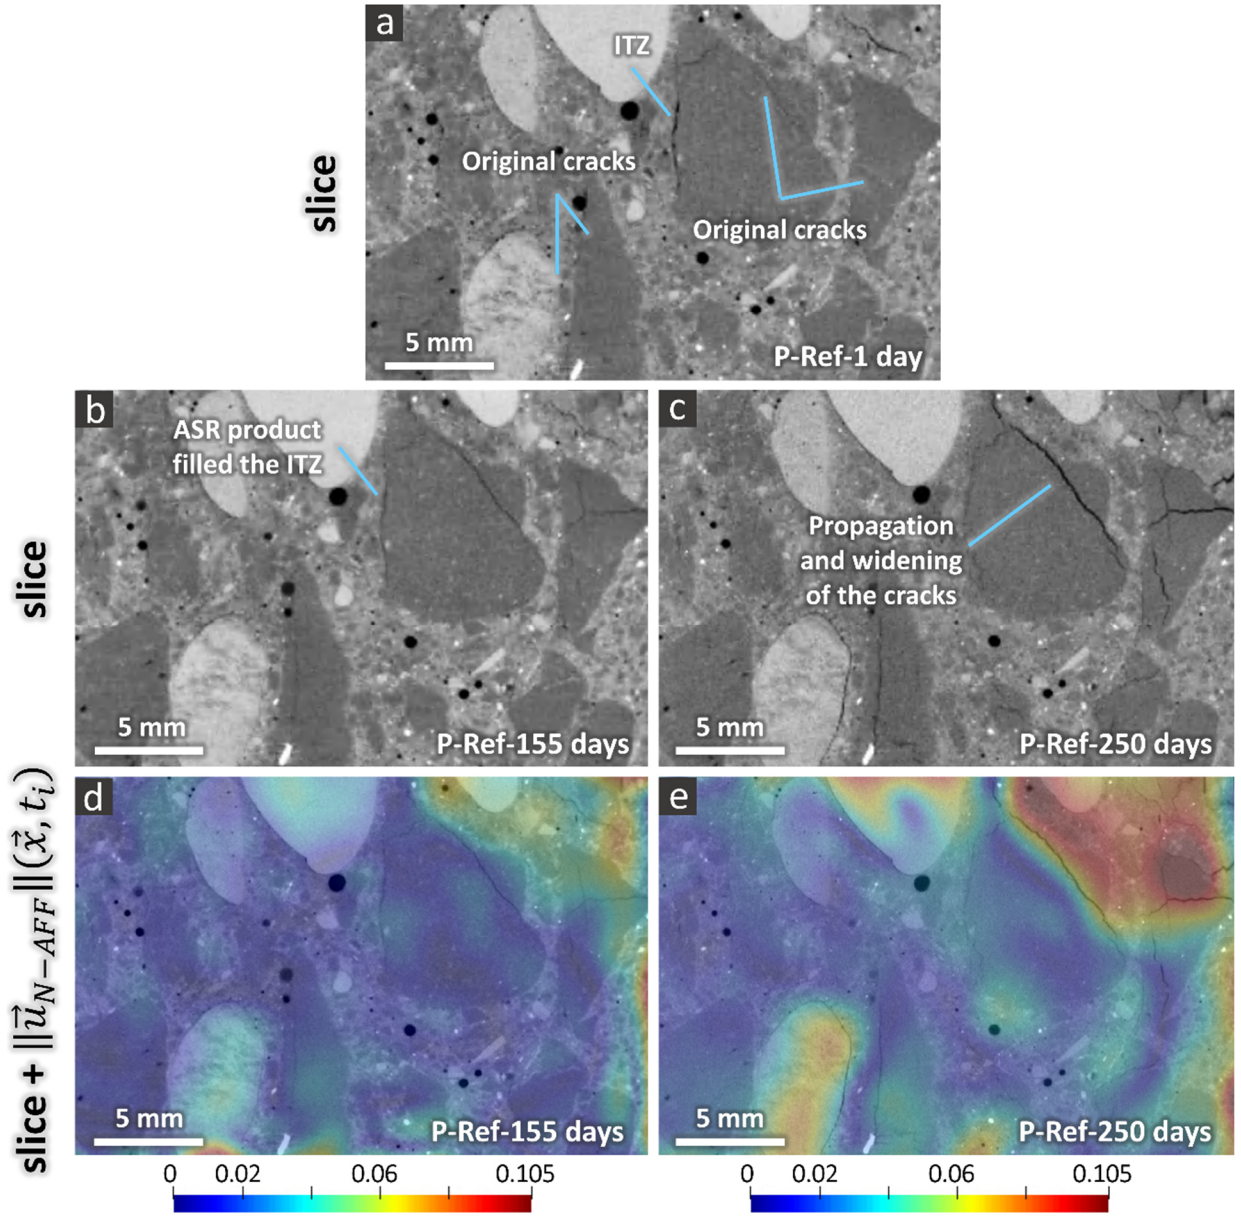 a
ITZ
Original cracks
Original cracks
5 mm
P-Ref-1 day
slice
b
ASR product
filled the ITZ
5 mm
P-Ref-155 days
c
Propagation
and widening
of the cracks
5 mm
P-Ref-250 days
slice
d
5 mm
P-Ref-155 days
e
5 mm
P-Ref-250 days
slice + ||u⃗_{N−AFF}||(x⃗, t_i)
0 0.02 0.06 0.105
0 0.02 0.06 0.105